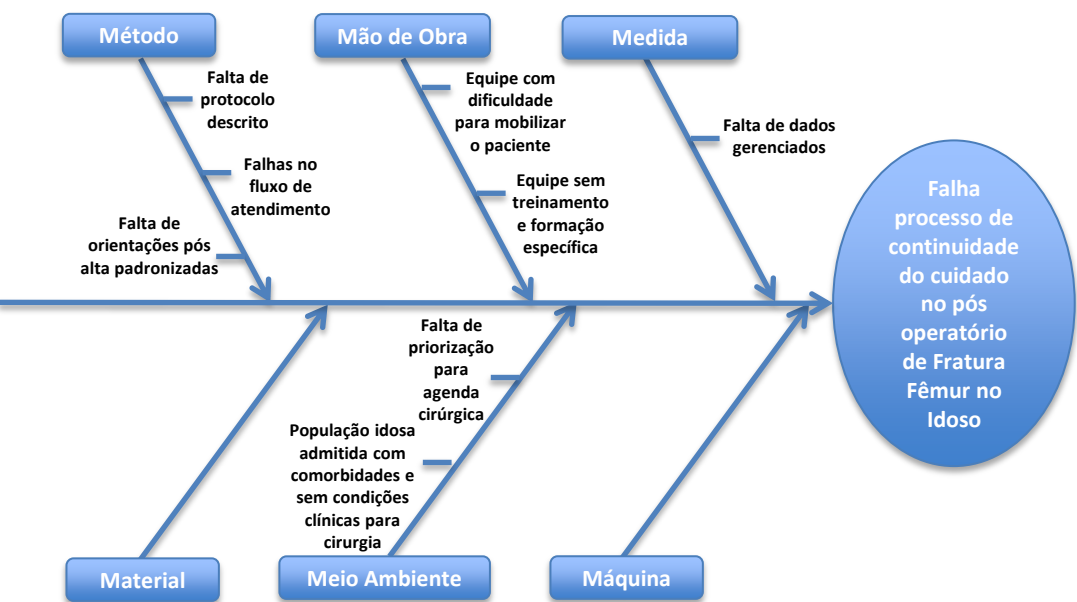 Método
Mão de Obra
Medida
Falta de
protocolo
descrito
Falhas no
fluxo de
atendimento
Falta de
orientações pós
alta padronizadas
Equipe com
dificuldade
para mobilizar
o paciente
Equipe sem
treinamento
e formação
específica
Falta de dados
gerenciados
Falha
processo de
continuidade
do cuidado
no pós
operatório
de Fratura
Fêmur no
Idoso
Falta de
priorização
para
agenda
cirúrgica
População idosa
admitida com
comorbidades e
sem condições
clínicas para
cirurgia
Material
Meio Ambiente
Máquina